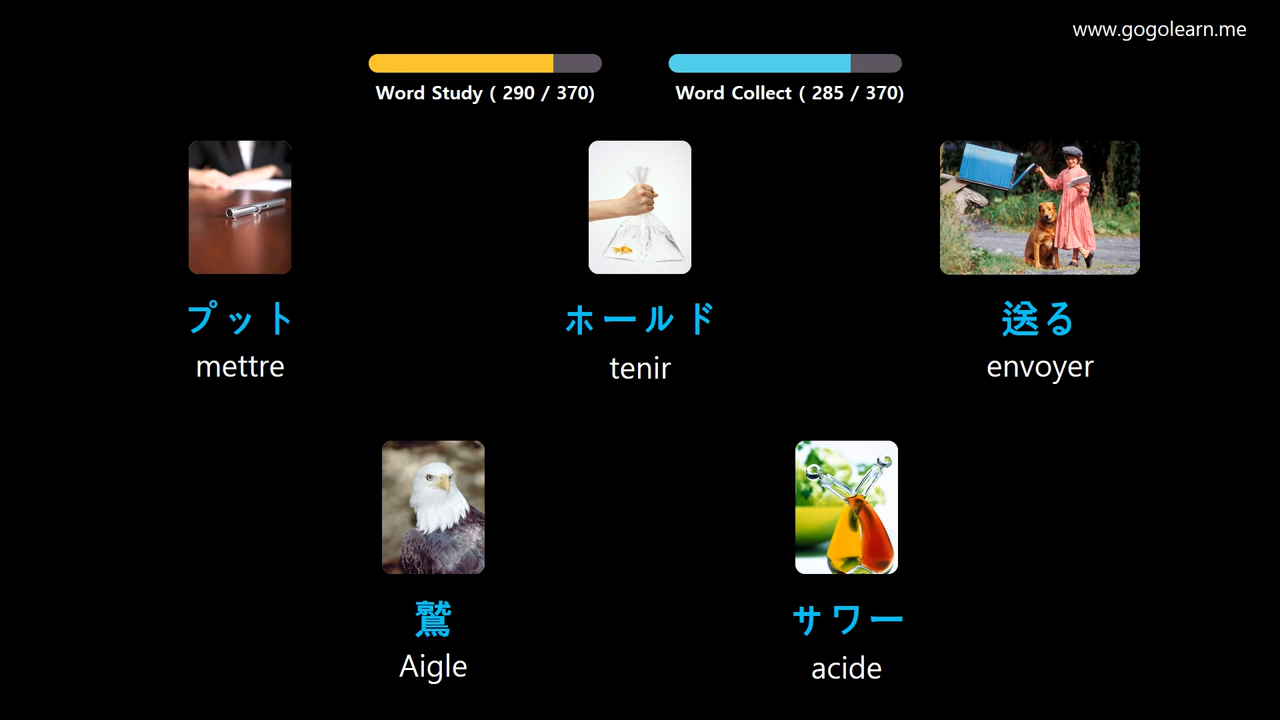 www.gogolearn.me
Word Study ( 290 / 370)
Word Collect ( 285 / 370)
プット
mettre
ホールド
tenir
送る
envoyer
鷲
Aigle
サワー
acide